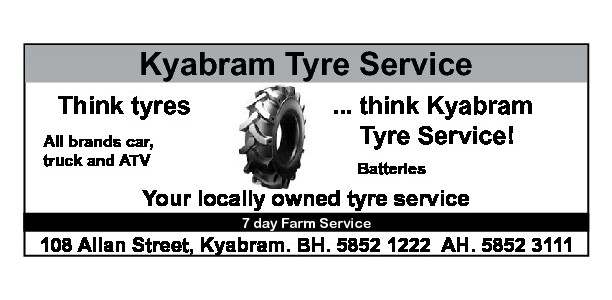 Kyabram Tyre Service
Think tyres
... think Kyabram
Tyre Service!
All brands car,
truck and ATV
Batteries
Your locally owned tyre service
7 day Farm Service
108 Allan Street, Kyabram. BH. 5852 1222 AH. 5852 3111